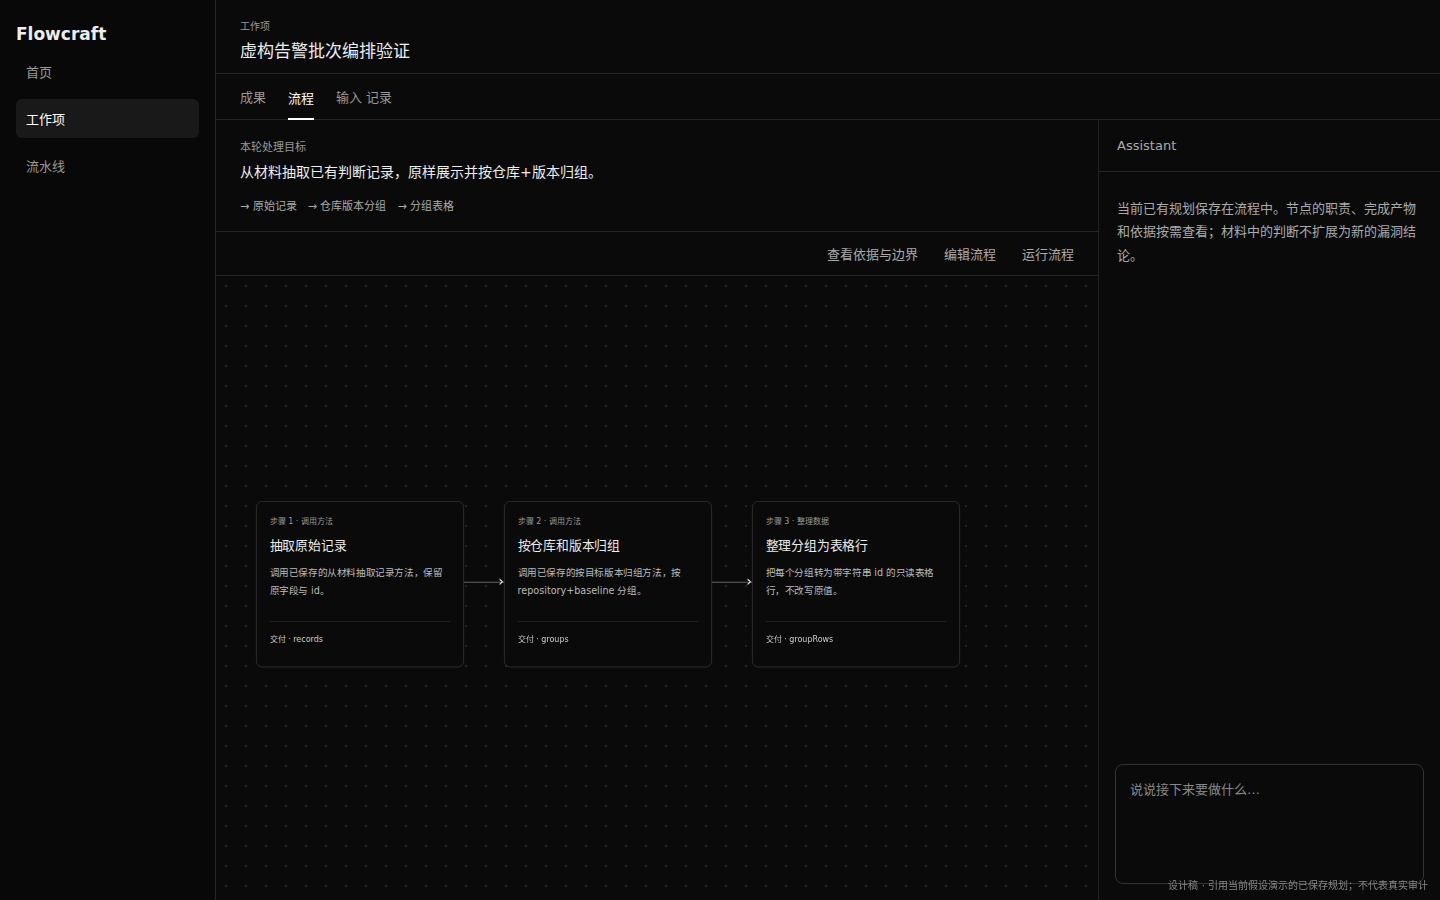 Flowcraft
首页
工作项
流水线
工作项
虚构告警批次编排验证
成果
流程
输入 记录
本轮处理目标
从材料抽取已有判断记录，原样展示并按仓库+版本归组。
→ 原始记录 → 仓库版本分组 → 分组表格
查看依据与边界
编辑流程
运行流程
步骤 1 · 调用方法
抽取原始记录
调用已保存的从材料抽取记录方法，保留
原字段与 id。
交付 · records
步骤 2 · 调用方法
按仓库和版本归组
调用已保存的按目标版本归组方法，按
repository+baseline 分组。
交付 · groups
步骤 3 · 整理数据
整理分组为表格行
把每个分组转为带字符串 id 的只读表格
行，不改写原值。
交付 · groupRows
Assistant
当前已有规划保存在流程中。节点的职责、完成产物
和依据按需查看；材料中的判断不扩展为新的漏洞结
论。
说说接下来要做什么…
设计稿 · 引用当前假设演示的已保存规划；不代表真实审计